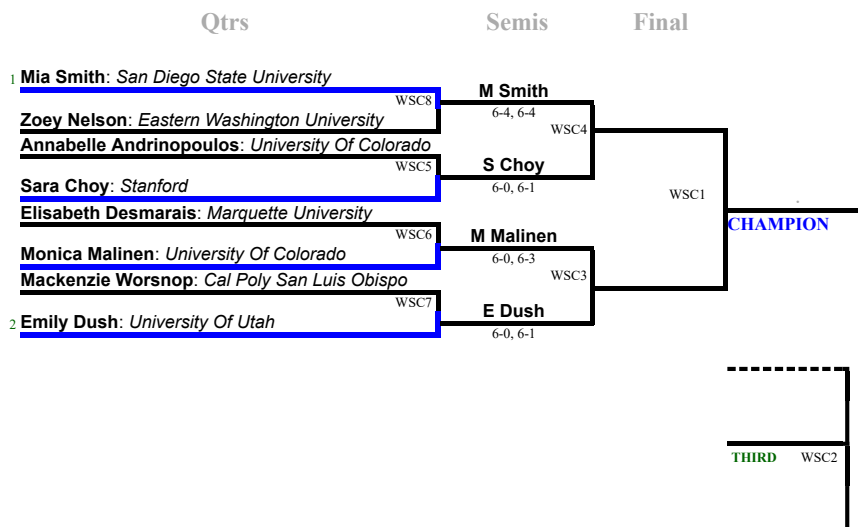 Qtrs Semis Final
1 Mia Smith: San Diego State University
M Smith
WSC8
6-4, 6-4
Zoey Nelson: Eastern Washington University
WSC4
Annabelle Andrinopoulos: University Of Colorado
WSC5
S Choy
Sara Choy: Stanford
6-0, 6-1
WSC1
Elisabeth Desmarais: Marquette University
CHAMPION
WSC6
M Malinen
Monica Malinen: University Of Colorado
6-0, 6-3
WSC3
Mackenzie Worsnop: Cal Poly San Luis Obispo
WSC7
E Dush
2 Emily Dush: University Of Utah
6-0, 6-1
THIRD WSC2